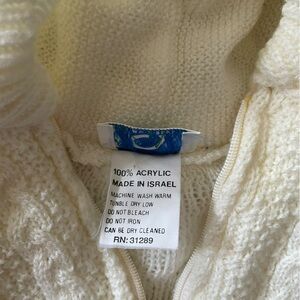 100% ACRYLIC
MADE IN ISRAEL
MACHINE WASH WARM
TUMBLE DRY LOW
DO NOT BLEACH
DO NOT IRON
CAN BE DRY CLEANED
RN: 31289